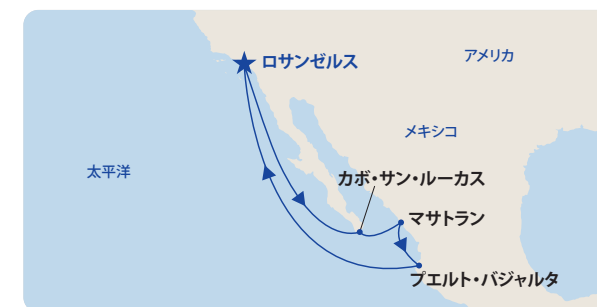 ロサンゼルス
アメリカ
メキシコ
太平洋
カボ・サン・ルーカス
マサトラン
プエルト・バジャルタ